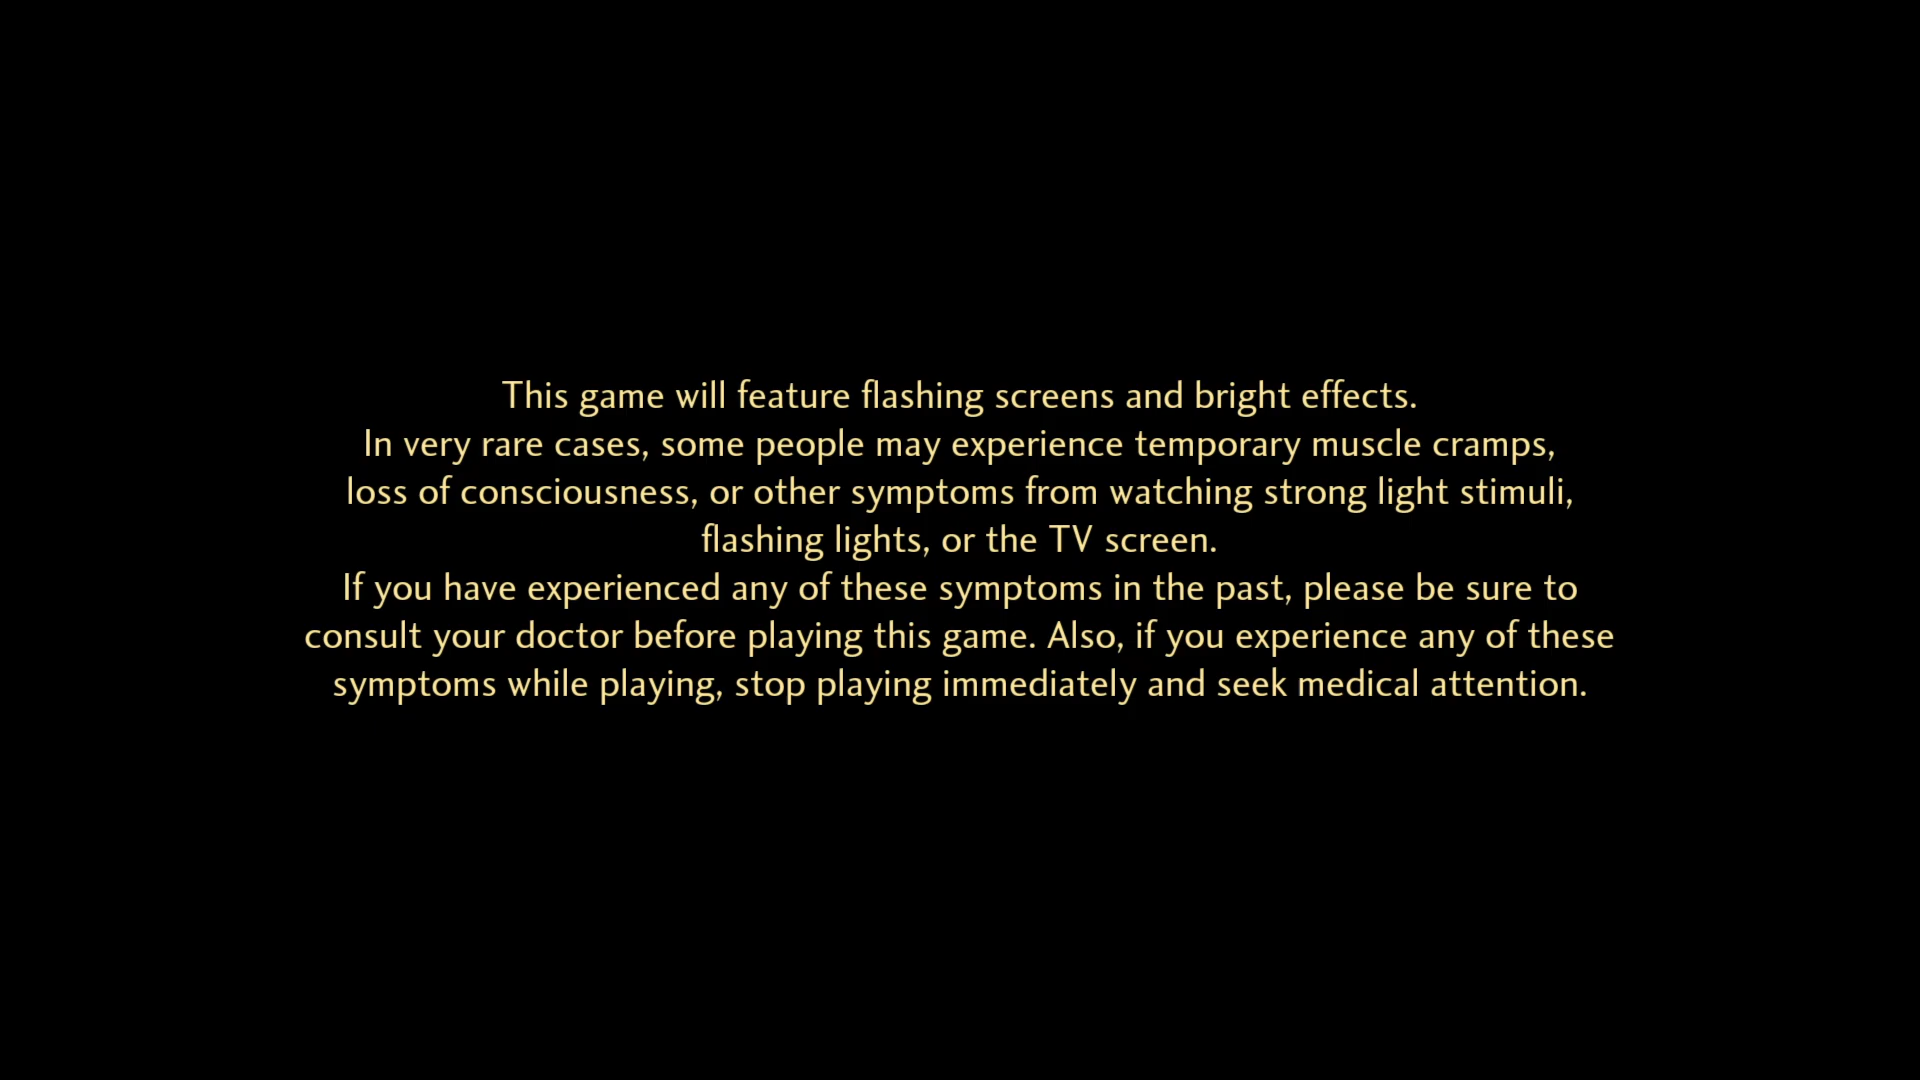 This game will feature flashing screens and bright effects.
In very rare cases, some people may experience temporary muscle cramps,
loss of consciousness, or other symptoms from watching strong light stimuli,
flashing lights, or the TV screen.
If you have experienced any of these symptoms in the past, please be sure to
consult your doctor before playing this game. Also, if you experience any of these
symptoms while playing, stop playing immediately and seek medical attention.